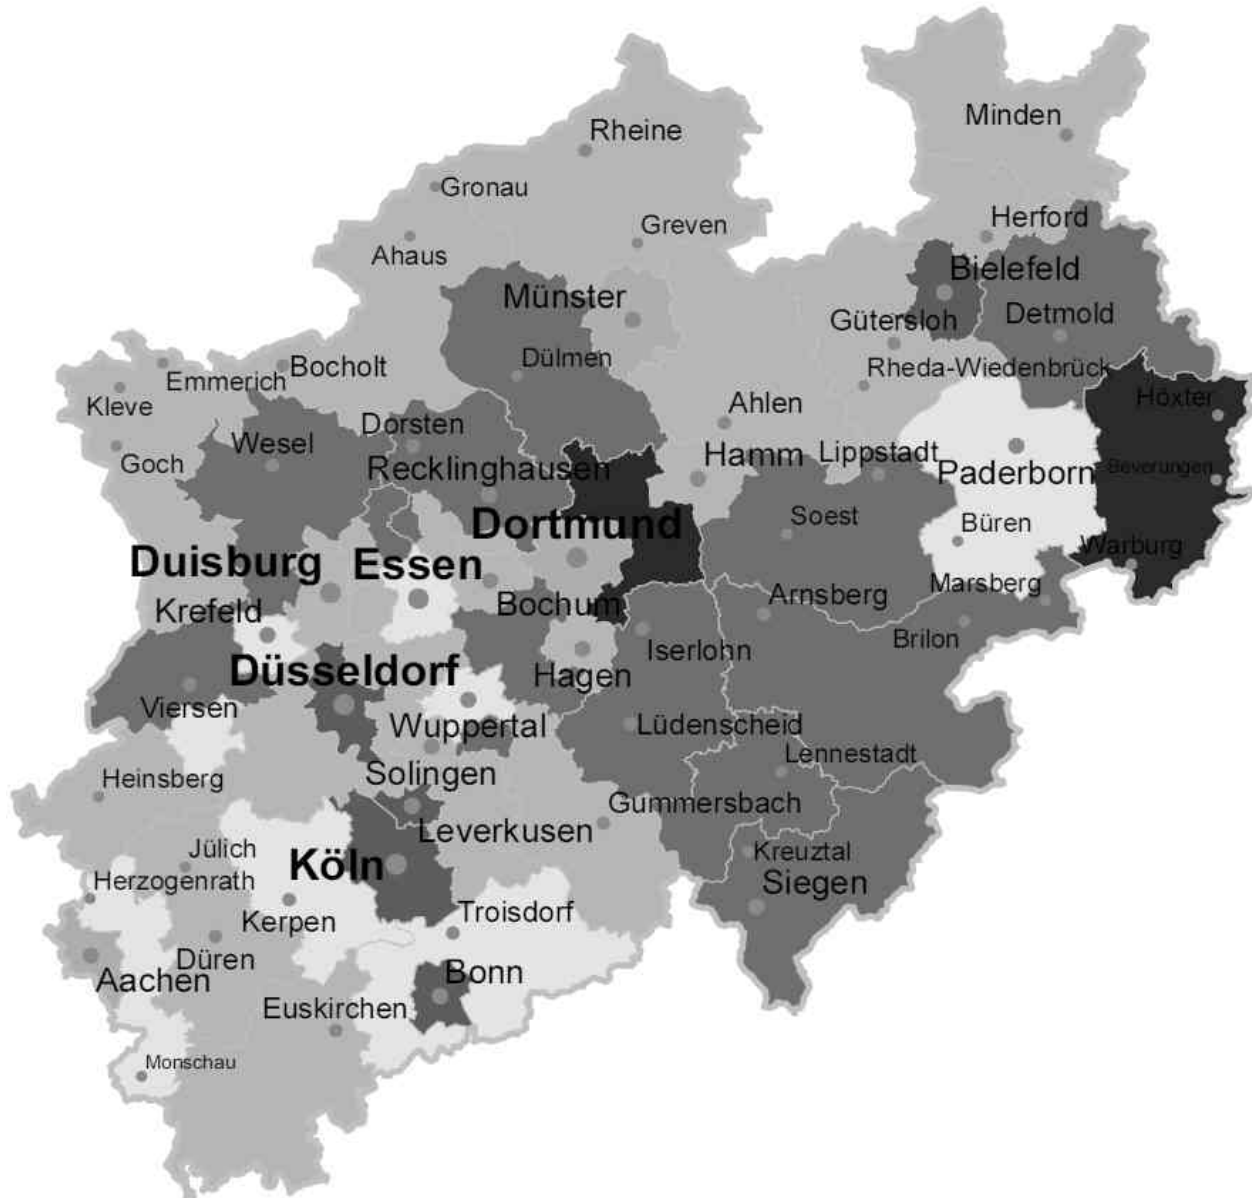 Minden
Rheine
Gronau
Greven
Herford
Ahaus
Bielefeld
Münster
Detmold
Gütersloh
Dülmen
Bocholt
Rheda-Wiedenbrück
Emmerich
Höxter
Kleve
Ahlen
Dorsten
Wesel
Hamm
Lippstadt
Goch
Recklinghausen
Beverungen
Paderborn
Soest
Dortmund
Büren
Warburg
Duisburg
Essen
Marsberg
Arnsberg
Bochum
Krefeld
Brilon
Iserlohn
Düsseldorf
Hagen
Viersen
Wuppertal
Lüdenscheid
Lennestadt
Solingen
Heinsberg
Gummersbach
Leverkusen
Jülich
Kreuztal
Köln
Herzogenrath
Siegen
Troisdorf
Kerpen
Düren
Bonn
Aachen
Euskirchen
Monschau